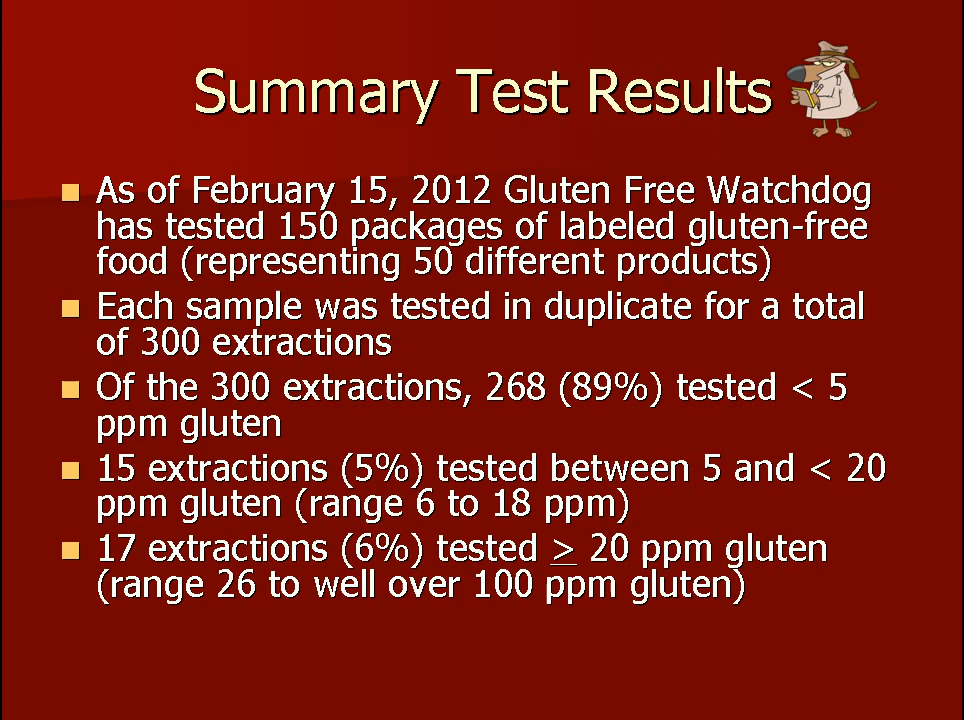 Summary Test Results
As of February 15, 2012 Gluten Free Watchdog
has tested 150 packages of labeled gluten-free
food (representing 50 different products)
Each sample was tested in duplicate for a total
of 300 extractions
Of the 300 extractions, 268 (89%) tested < 5
ppm gluten
15 extractions (5%) tested between 5 and < 20
ppm gluten (range 6 to 18 ppm)
17 extractions (6%) tested ≥ 20 ppm gluten
(range 26 to well over 100 ppm gluten)